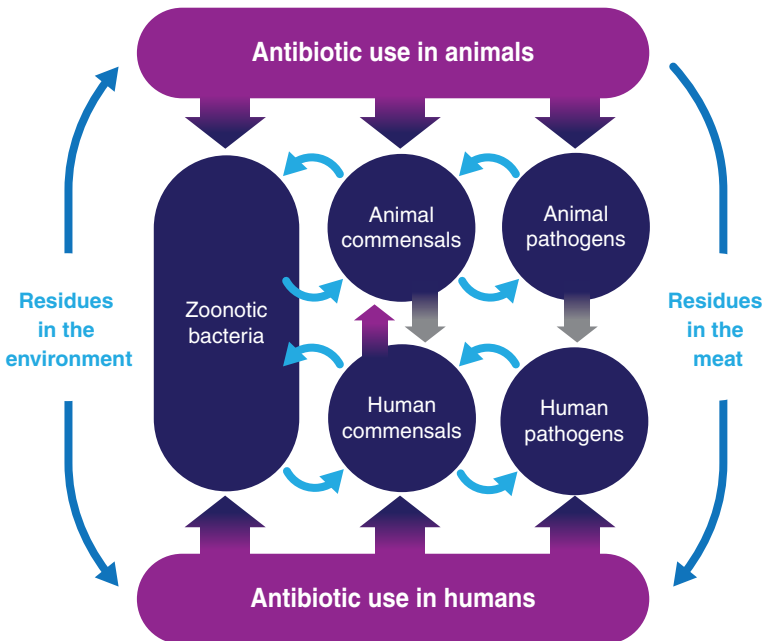 Antibiotic use in animals
Animal
commensals
Animal
pathogens
Residues
in the
environment
Zoonotic
bacteria
Residues
in the
meat
Human
commensals
Human
pathogens
Antibiotic use in humans